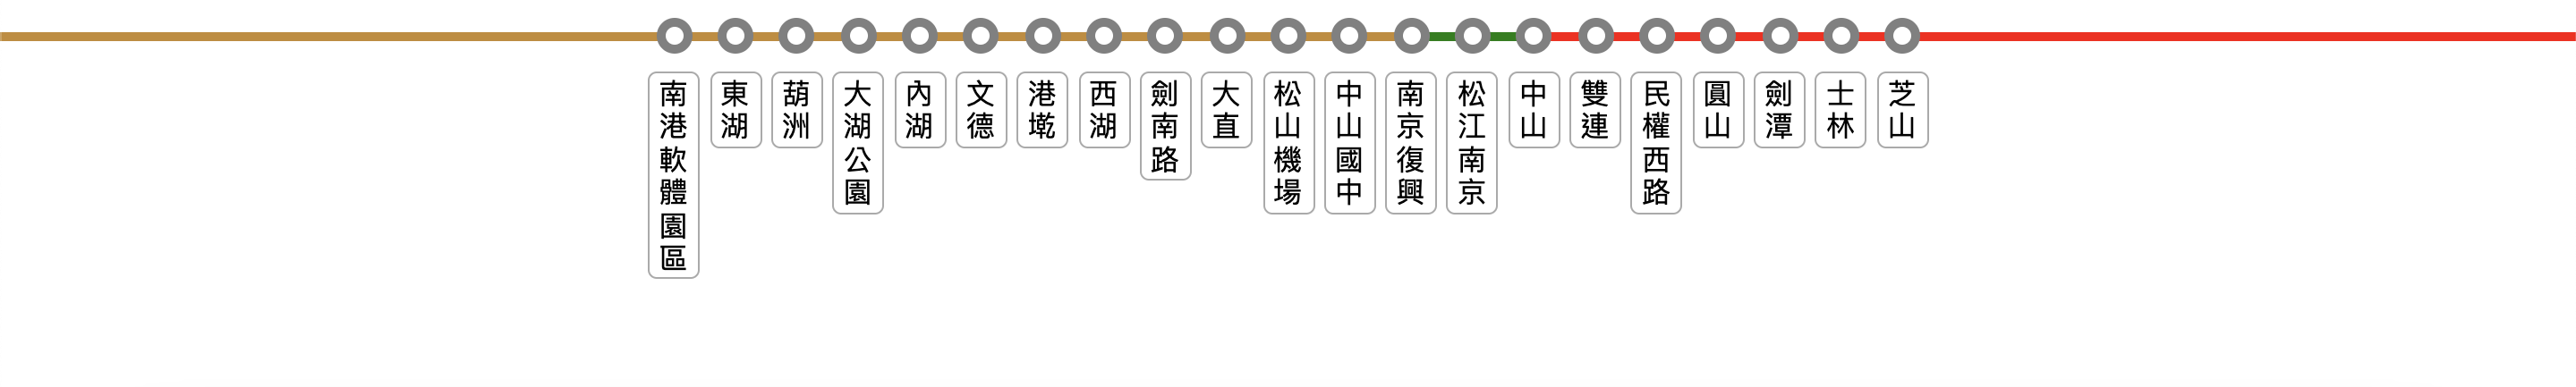 南港軟體園區
東湖
葫洲
大湖公園
內湖
文德
港墘
西湖
劍南路
大直
松山機場
中山國中
南京復興
松江南京
中山
雙連
民權西路
圓山
劍潭
士林
芝山